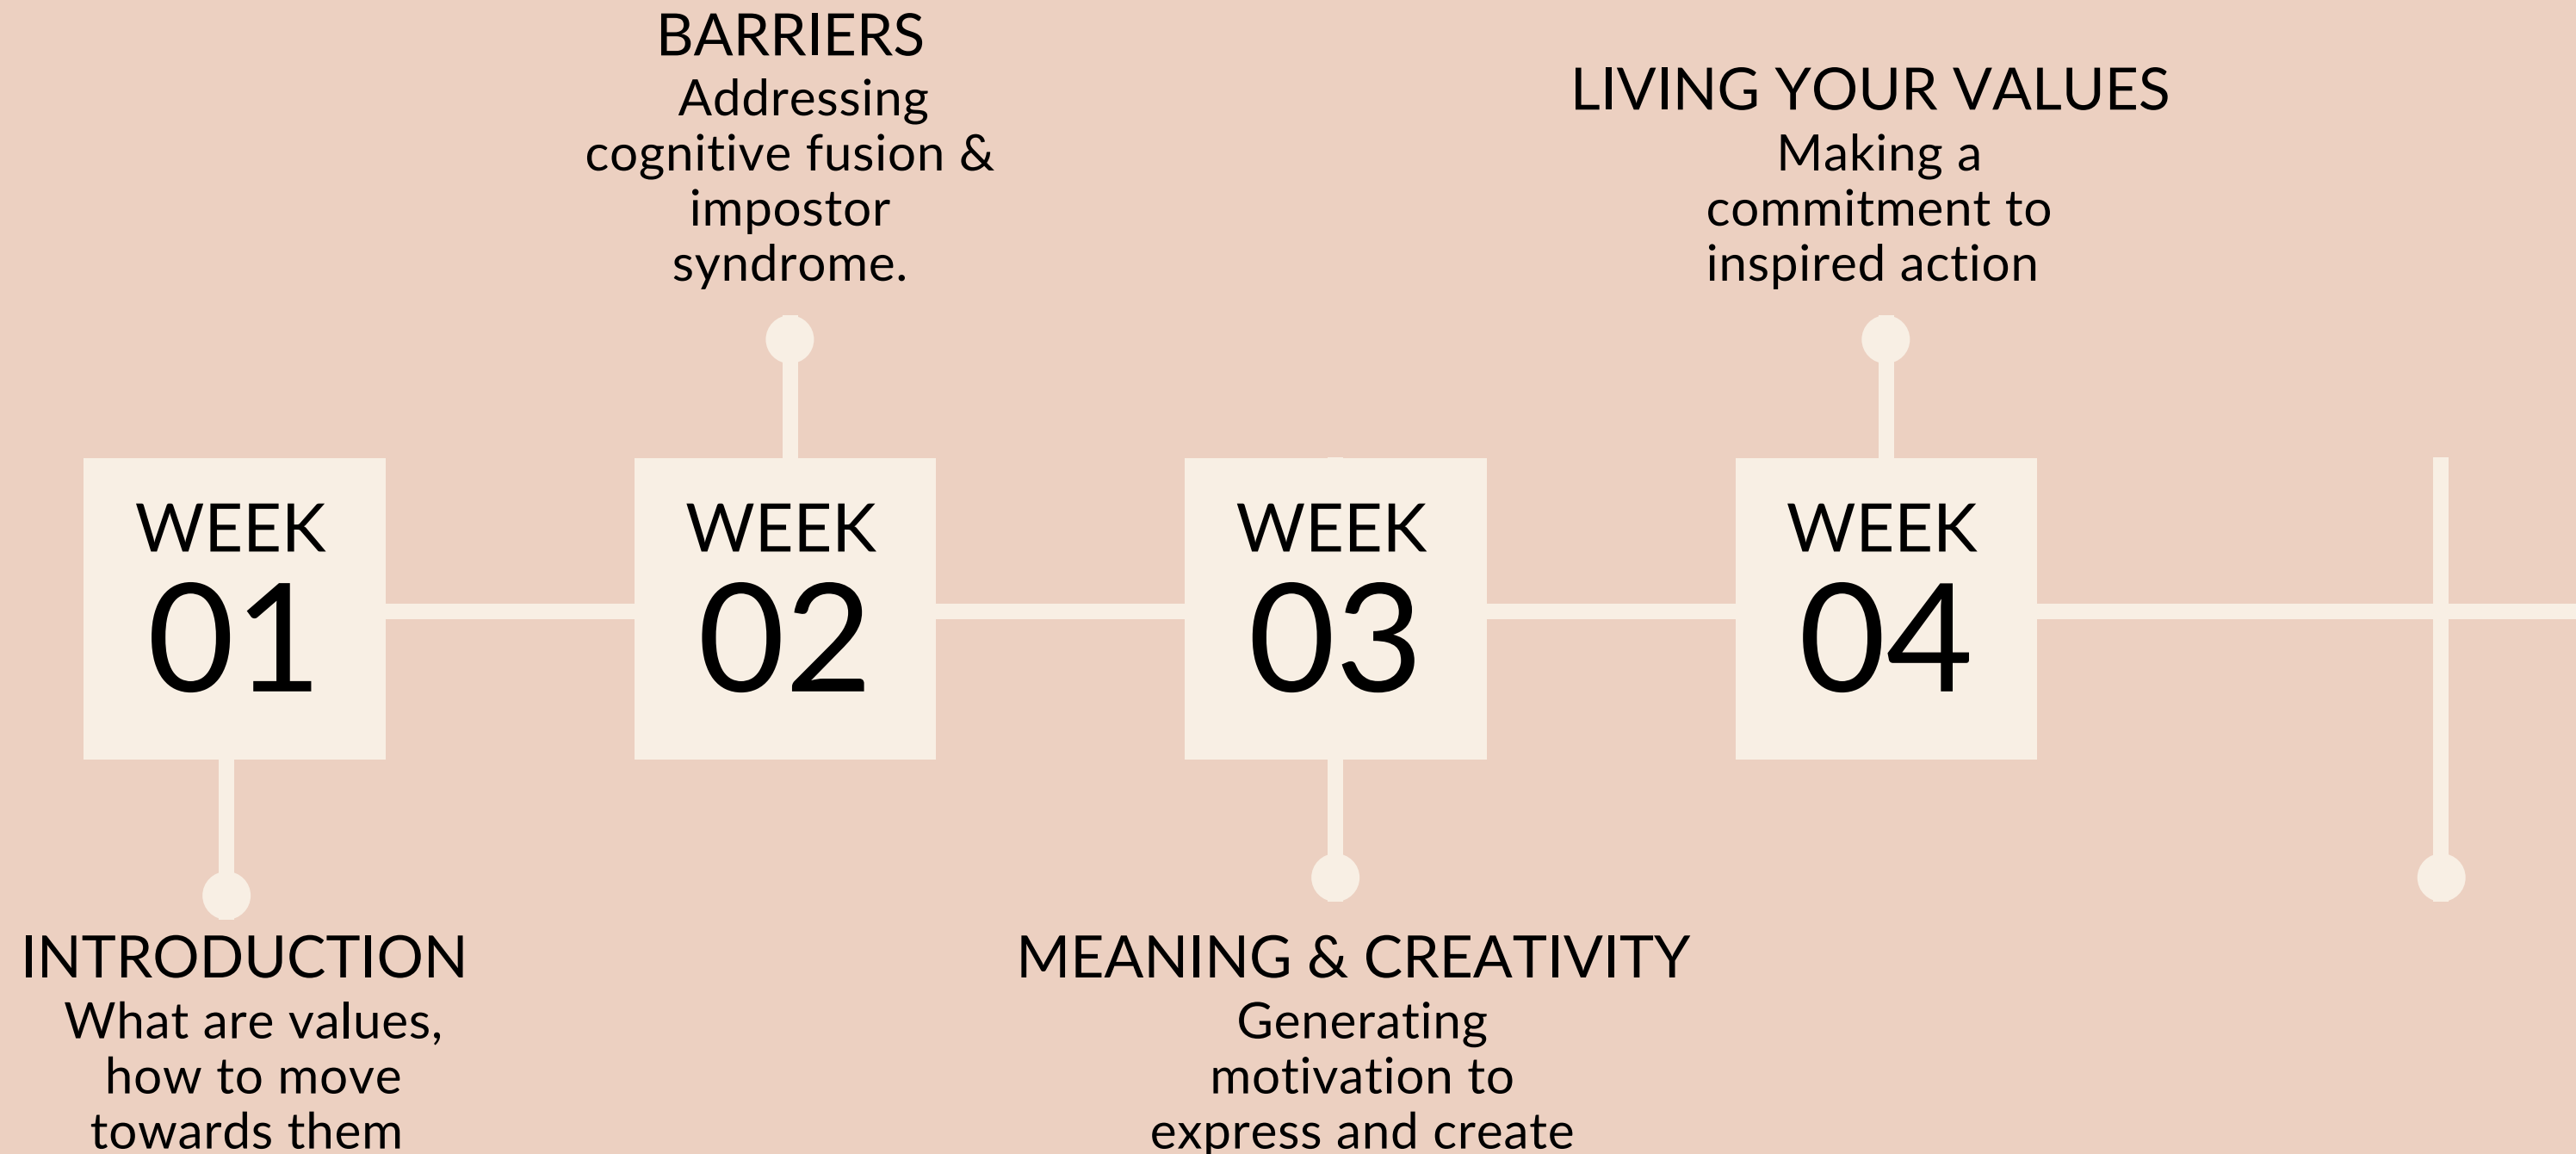 BARRIERS
Addressing
cognitive fusion &
impostor
syndrome.
LIVING YOUR VALUES
Making a
commitment to
inspired action
WEEK
01
WEEK
02
WEEK
03
WEEK
04
INTRODUCTION
What are values,
how to move
towards them
MEANING & CREATIVITY
Generating
motivation to
express and create